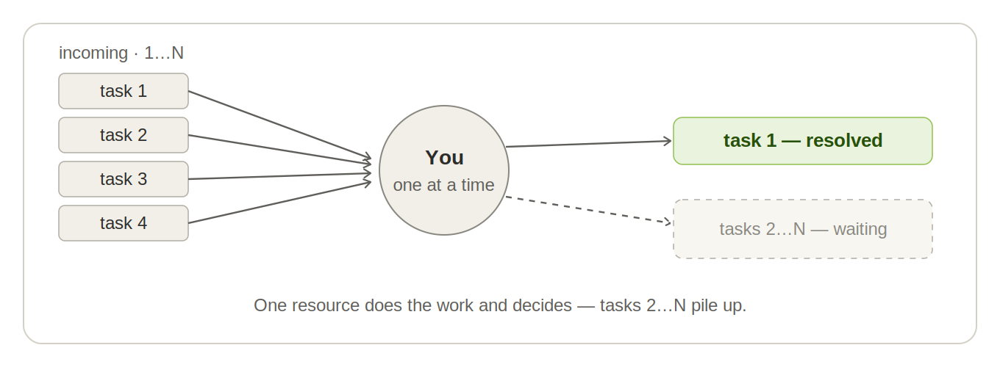 incoming · 1…N
task 1
task 2
task 3
task 4
You
one at a time
task 1 — resolved
tasks 2…N — waiting
One resource does the work and decides — tasks 2…N pile up.